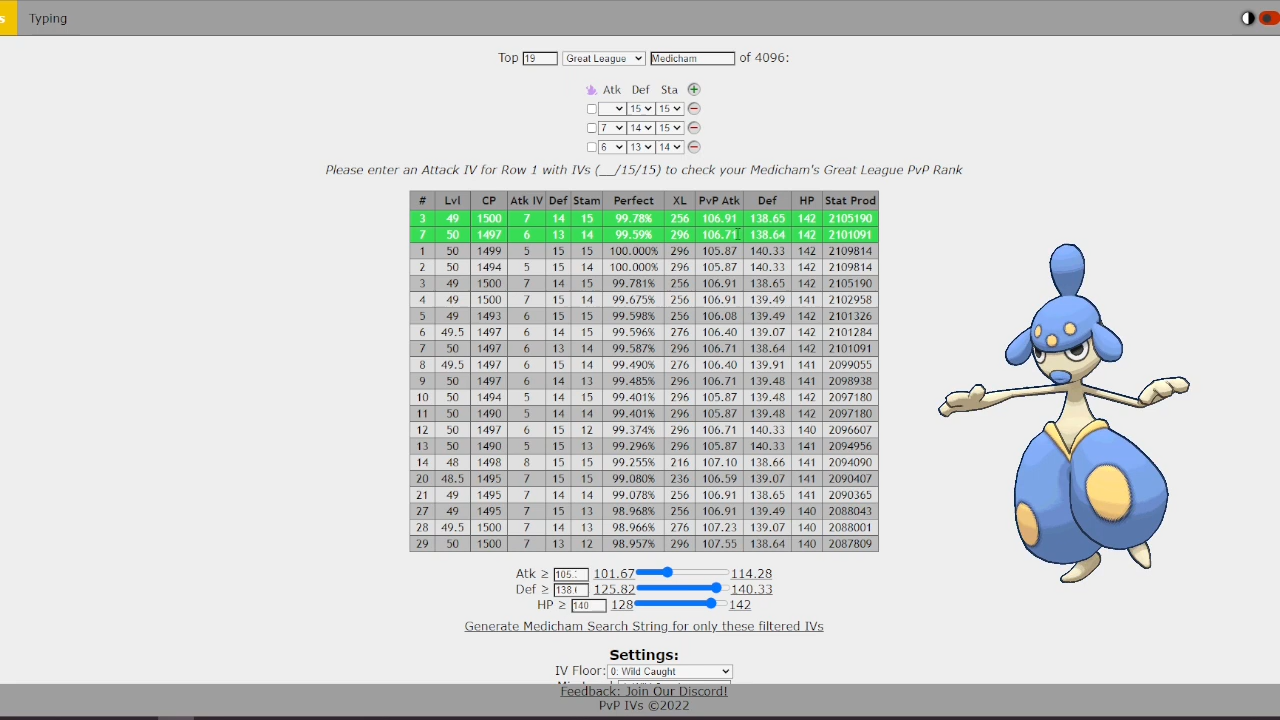 s Typing
Top 19 Great League Medicham of 4096:
Atk Def Sta
15 15
7 14 15
6 13 14
Please enter an Attack IV for Row 1 with IVs (__/15/15) to check your Medicham's Great League PvP Rank
# Lvl CP Atk IV Def Stam Perfect XL PvP Atk Def HP Stat Prod
3 49 1500 7 14 15 99.78% 256 106.91 138.65 142 2105190
7 50 1497 6 13 14 99.59% 296 106.71 138.64 142 2101091
1 50 1499 5 15 15 100.000% 296 105.87 140.33 142 2109814
2 50 1494 5 15 14 100.000% 296 105.87 140.33 142 2109814
3 49 1500 7 14 15 99.781% 256 106.91 138.65 142 2105190
4 49 1500 7 15 14 99.675% 256 106.91 139.49 141 2102958
5 49 1493 6 15 15 99.598% 256 106.08 139.49 142 2101326
6 49.5 1497 6 14 15 99.596% 276 106.40 139.07 142 2101284
7 50 1497 6 13 14 99.587% 296 106.71 138.64 142 2101091
8 49.5 1497 6 15 14 99.490% 276 106.40 139.91 141 2099055
9 50 1497 6 14 13 99.485% 296 106.71 139.48 141 2098938
10 50 1494 5 14 15 99.401% 296 105.87 139.48 142 2097180
11 50 1490 5 14 14 99.401% 296 105.87 139.48 142 2097180
12 50 1497 6 15 12 99.374% 296 106.71 140.33 140 2096607
13 50 1490 5 15 13 99.296% 296 105.87 140.33 141 2094956
14 48 1498 8 15 15 99.255% 216 107.10 138.66 141 2094090
20 48.5 1495 7 15 15 99.080% 236 106.59 139.07 141 2090407
21 49 1495 7 14 14 99.078% 256 106.91 138.65 141 2090365
27 49 1495 7 15 13 98.968% 256 106.91 139.49 140 2088043
28 49.5 1500 7 14 13 98.966% 276 107.23 139.07 140 2088001
29 50 1500 7 13 12 98.957% 296 107.55 138.64 140 2087809
Atk ≥ 105. 101.67 114.28
Def ≥ 138. 125.82 140.33
HP ≥ 140 128 142
Generate Medicham Search String for only these filtered IVs
Settings:
IV Floor: 0: Wild Caught
Feedback: Join Our Discord!
PvP IVs ©2022